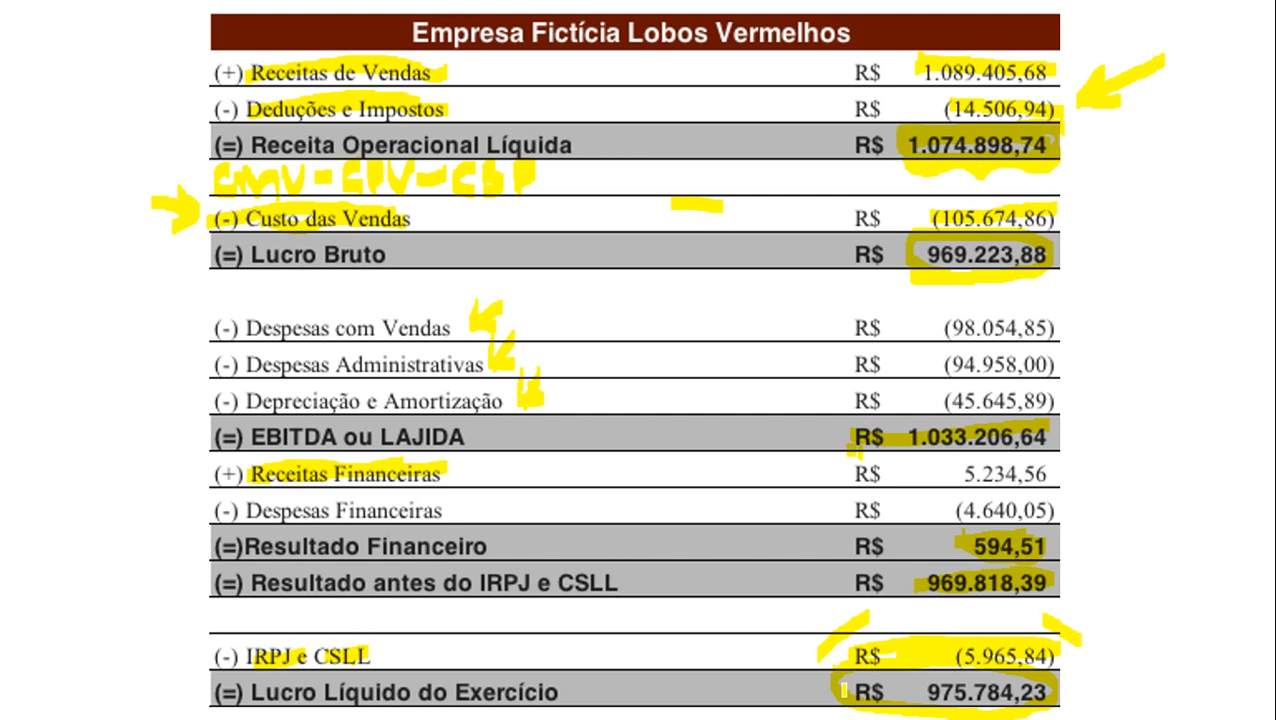 Empresa Fictícia Lobos Vermelhos
(+) Receitas de Vendas R$ 1.089.405,68
(-) Deduções e Impostos R$ (14.506,94)
(=) Receita Operacional Líquida R$ 1.074.898,74
CMV - CPV - CSP
(-) Custo das Vendas R$ (105.674,86)
(=) Lucro Bruto R$ 969.223,88
(-) Despesas com Vendas R$ (98.054,85)
(-) Despesas Administrativas R$ (94.958,00)
(-) Depreciação e Amortização R$ (45.645,89)
(=) EBITDA ou LAJIDA R$ 1.033.206,64
(+) Receitas Financeiras R$ 5.234,56
(-) Despesas Financeiras R$ (4.640,05)
(=)Resultado Financeiro R$ 594,51
(=) Resultado antes do IRPJ e CSLL R$ 969.818,39
(-) IRPJ e CSLL R$ (5.965,84)
(=) Lucro Líquido do Exercício R$ 975.784,23